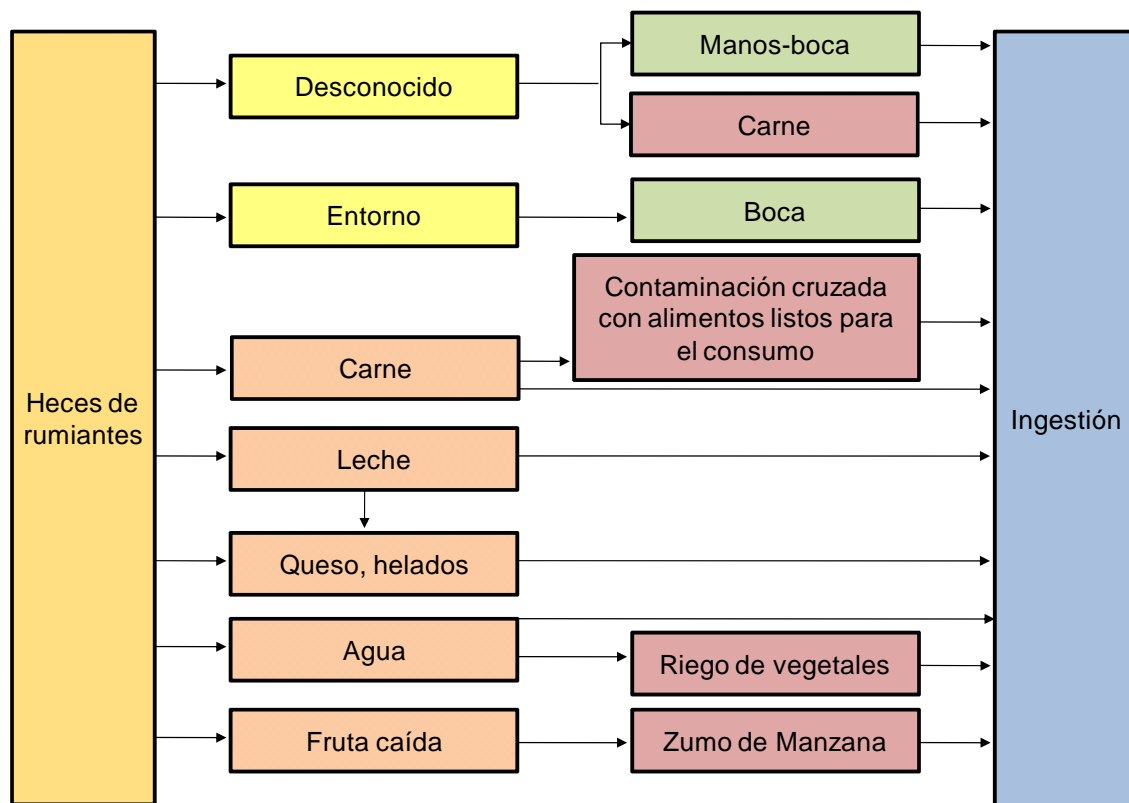 Heces de
rumiantes
Desconocido
Manos-boca
Carne
Entorno
Boca
Carne
Contaminación cruzada
con alimentos listos para
el consumo
Leche
Queso, helados
Agua
Riego de vegetales
Fruta caída
Zumo de Manzana
Ingestión